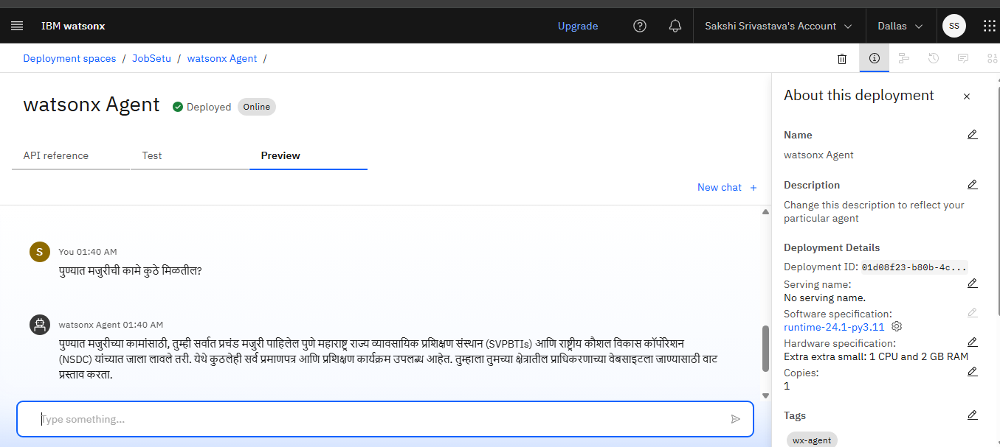 IBM watsonx
Upgrade
Sakshi Srivastava's Account
Dallas
SS
Deployment spaces / JobSetu / watsonx Agent /
watsonx Agent
Deployed
Online
API reference
Test
Preview
New chat +
S
You 01:40 AM
पुण्यात मजुरीची कामे कुठे मिळतील?
watsonx Agent 01:40 AM
पुण्यात मजुरीच्या कामांसाठी, तुम्ही सर्वात प्रचंड मजुरी पाहिलेल पुणे महाराष्ट्र राज्य व्यावसायिक प्रशिक्षण संस्थान (SVPBTIs) आणि राष्ट्रीय कौशल विकास कॉर्पोरेशन
(NSDC) यांच्यात जाला लावले तरी. येथे कुठलेही सर्व प्रमाणपत्र आणि प्रशिक्षण कार्यक्रम उपलब्ध आहेत. तुम्हाला तुमच्या क्षेत्रातील प्राधिकरणाच्या वेबसाइटला जाण्यासाठी वाट
प्रस्ताव करता.
Type something...
About this deployment
Name
watsonx Agent
Description
Change this description to reflect your
particular agent
Deployment Details
Deployment ID: 01d08f23-b80b-4c...
Serving name:
No serving name.
Software specification:
runtime-24.1-py3.11
Hardware specification:
Extra extra small: 1 CPU and 2 GB RAM
Copies:
1
Tags
wx-agent